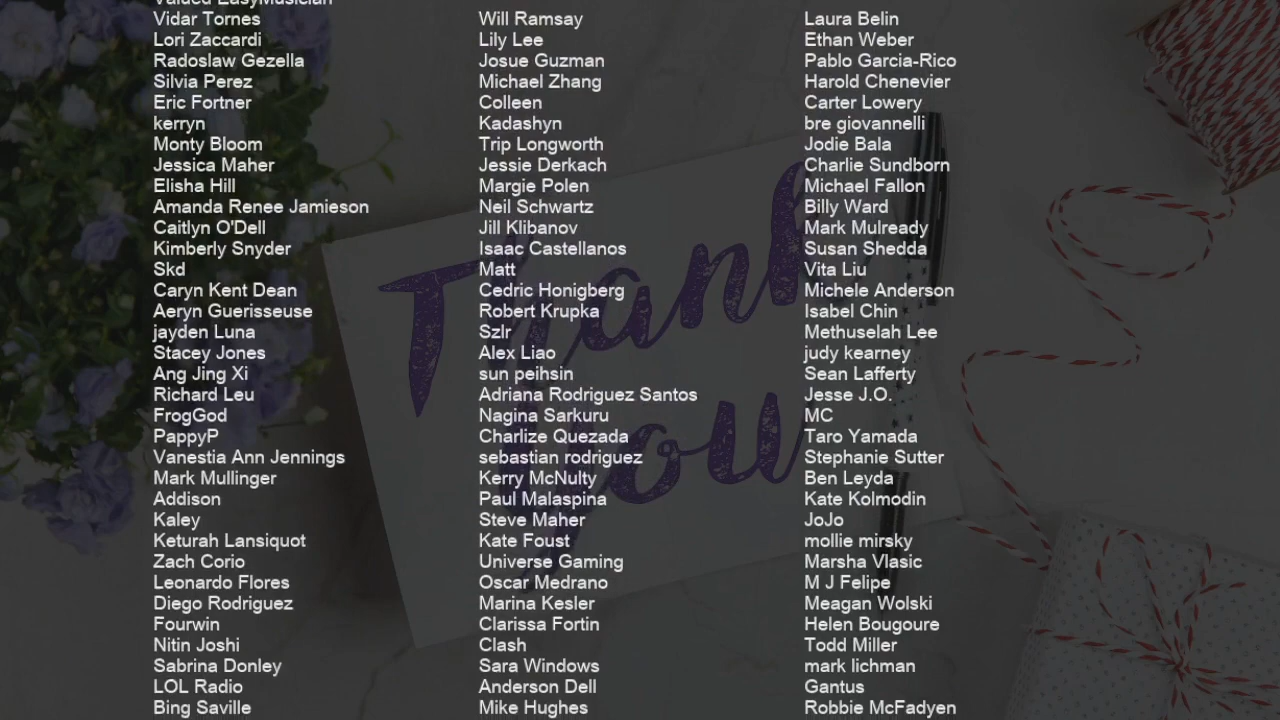 Valued EasyMusician
Vidar Tornes
Lori Zaccardi
Radoslaw Gezella
Silvia Perez
Eric Fortner
kerryn
Monty Bloom
Jessica Maher
Elisha Hill
Amanda Renee Jamieson
Caitlyn O'Dell
Kimberly Snyder
Skd
Caryn Kent Dean
Aeryn Guerisseuse
jayden Luna
Stacey Jones
Ang Jing Xi
Richard Leu
FrogGod
PappyP
Vanestia Ann Jennings
Mark Mullinger
Addison
Kaley
Keturah Lansiquot
Zach Corio
Leonardo Flores
Diego Rodriguez
Fourwin
Nitin Joshi
Sabrina Donley
LOL Radio
Bing Saville
Will Ramsay
Lily Lee
Josue Guzman
Michael Zhang
Colleen
Kadashyn
Trip Longworth
Jessie Derkach
Margie Polen
Neil Schwartz
Jill Klibanov
Isaac Castellanos
Matt
Cedric Honigberg
Robert Krupka
Szlr
Alex Liao
sun peihsin
Adriana Rodriguez Santos
Nagina Sarkuru
Charlize Quezada
sebastian rodriguez
Kerry McNulty
Paul Malaspina
Steve Maher
Kate Foust
Universe Gaming
Oscar Medrano
Marina Kesler
Clarissa Fortin
Clash
Sara Windows
Anderson Dell
Mike Hughes
Laura Belin
Ethan Weber
Pablo Garcia-Rico
Harold Chenevier
Carter Lowery
bre giovannelli
Jodie Bala
Charlie Sundborn
Michael Fallon
Billy Ward
Mark Mulready
Susan Shedda
Vita Liu
Michele Anderson
Isabel Chin
Methuselah Lee
judy kearney
Sean Lafferty
Jesse J.O.
MC
Taro Yamada
Stephanie Sutter
Ben Leyda
Kate Kolmodin
JoJo
mollie mirsky
Marsha Vlasic
M J Felipe
Meagan Wolski
Helen Bougoure
Todd Miller
mark lichman
Gantus
Robbie McFadyen
Thank
you